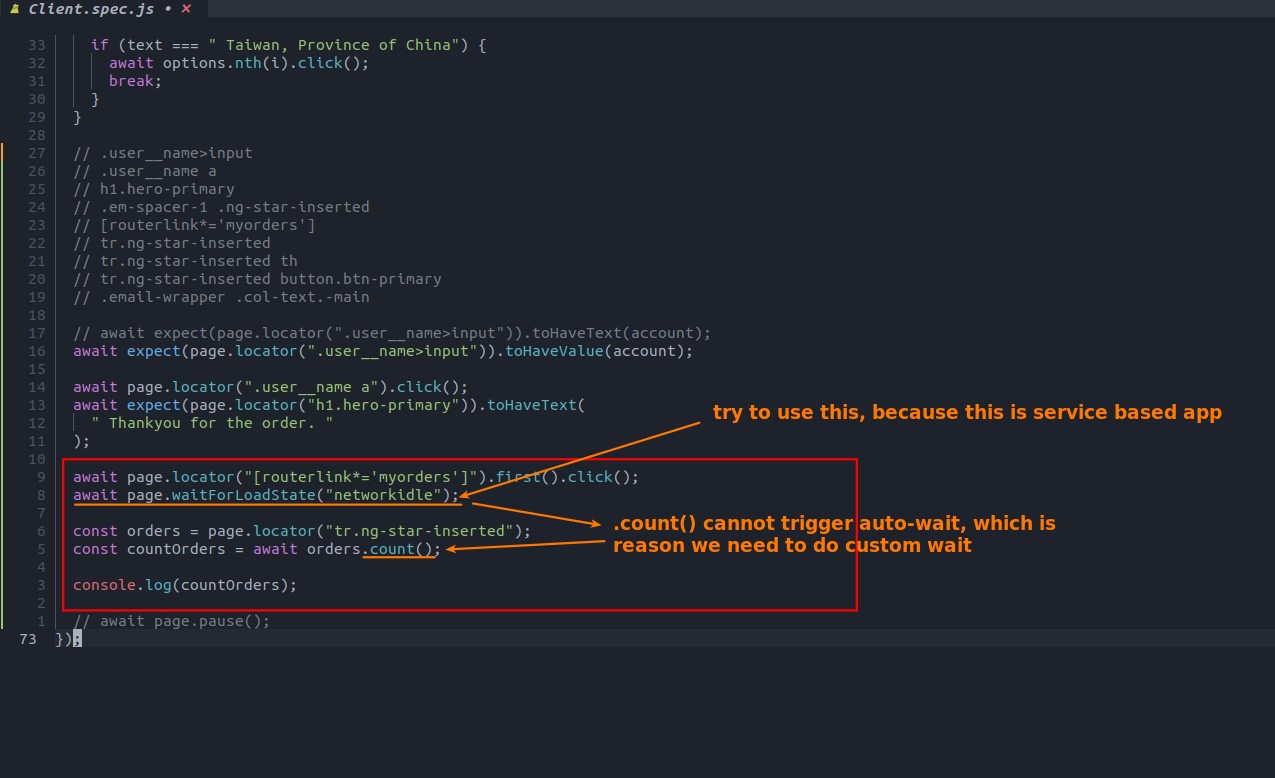 Client.spec.js • ×
33 if (text === " Taiwan, Province of China") {
32 await options.nth(i).click();
31 break;
30 }
29 }
28
27 // .user__name>input
26 // .user__name a
25 // h1.hero-primary
24 // .em-spacer-1 .ng-star-inserted
23 // [routerlink*='myorders']
22 // tr.ng-star-inserted
21 // tr.ng-star-inserted th
20 // tr.ng-star-inserted button.btn-primary
19 // .email-wrapper .col-text.-main
18
17 // await expect(page.locator(".user__name>input")).toHaveText(account);
16 await expect(page.locator(".user__name>input")).toHaveValue(account);
15
14 await page.locator(".user__name a").click();
13 await expect(page.locator("h1.hero-primary")).toHaveText(
try to use this, because this is service based app
12 " Thankyou for the order. "
11 );
10
9 await page.locator("[routerlink*='myorders']").first().click();
8 await page.waitForLoadState("networkidle");
7
.count() cannot trigger auto-wait, which is
6 const orders = page.locator("tr.ng-star-inserted");
reason we need to do custom wait
5 const countOrders = await orders.count();
4
3 console.log(countOrders);
2
1 // await page.pause();
73 });